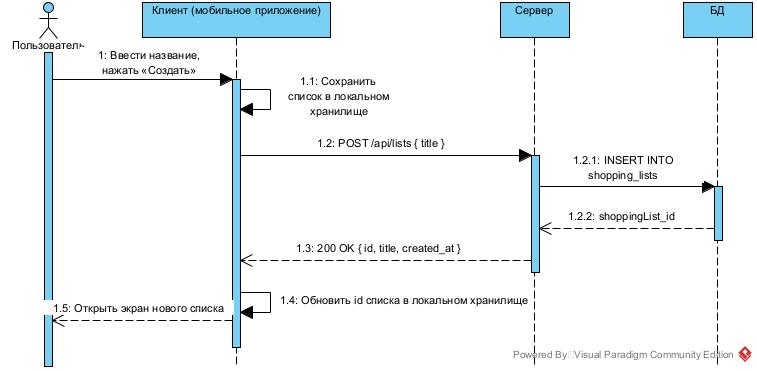 Клиент (мобильное приложение)
Сервер
БД
Пользователь
1: Ввести название,
нажать «Создать»
1.1: Сохранить
список в локальном
хранилище
1.2: POST /api/lists { title }
1.2.1: INSERT INTO
shopping_lists
1.2.2: shoppingList_id
1.3: 200 OK { id, title, created_at }
1.4: Обновить id списка в локальном хранилище
1.5: Открыть экран нового списка
Powered By Visual Paradigm Community Edition